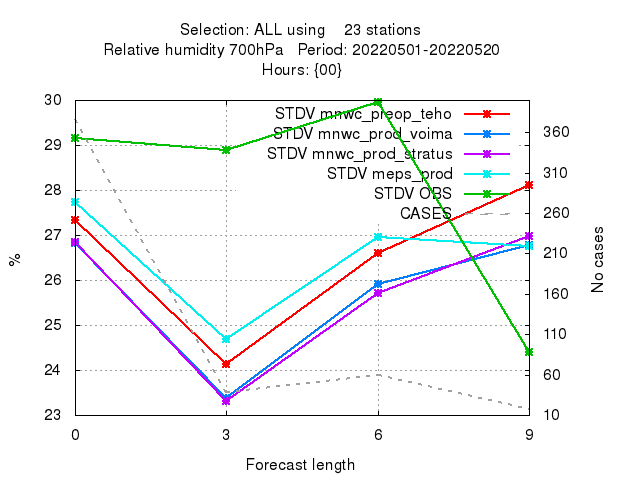 Selection: ALL using 23 stations
Relative humidity 700hPa Period: 20220501-20220520
Hours: {00}
30
29
28
27
26
25
24
23
%
STDV mnwc_preop_teho
STDV mnwc_prod_voima
STDV mnwc_prod_stratus
STDV meps_prod
STDV OBS
CASES
360
310
260
210
160
110
60
10
No cases
0 3 6 9
Forecast length